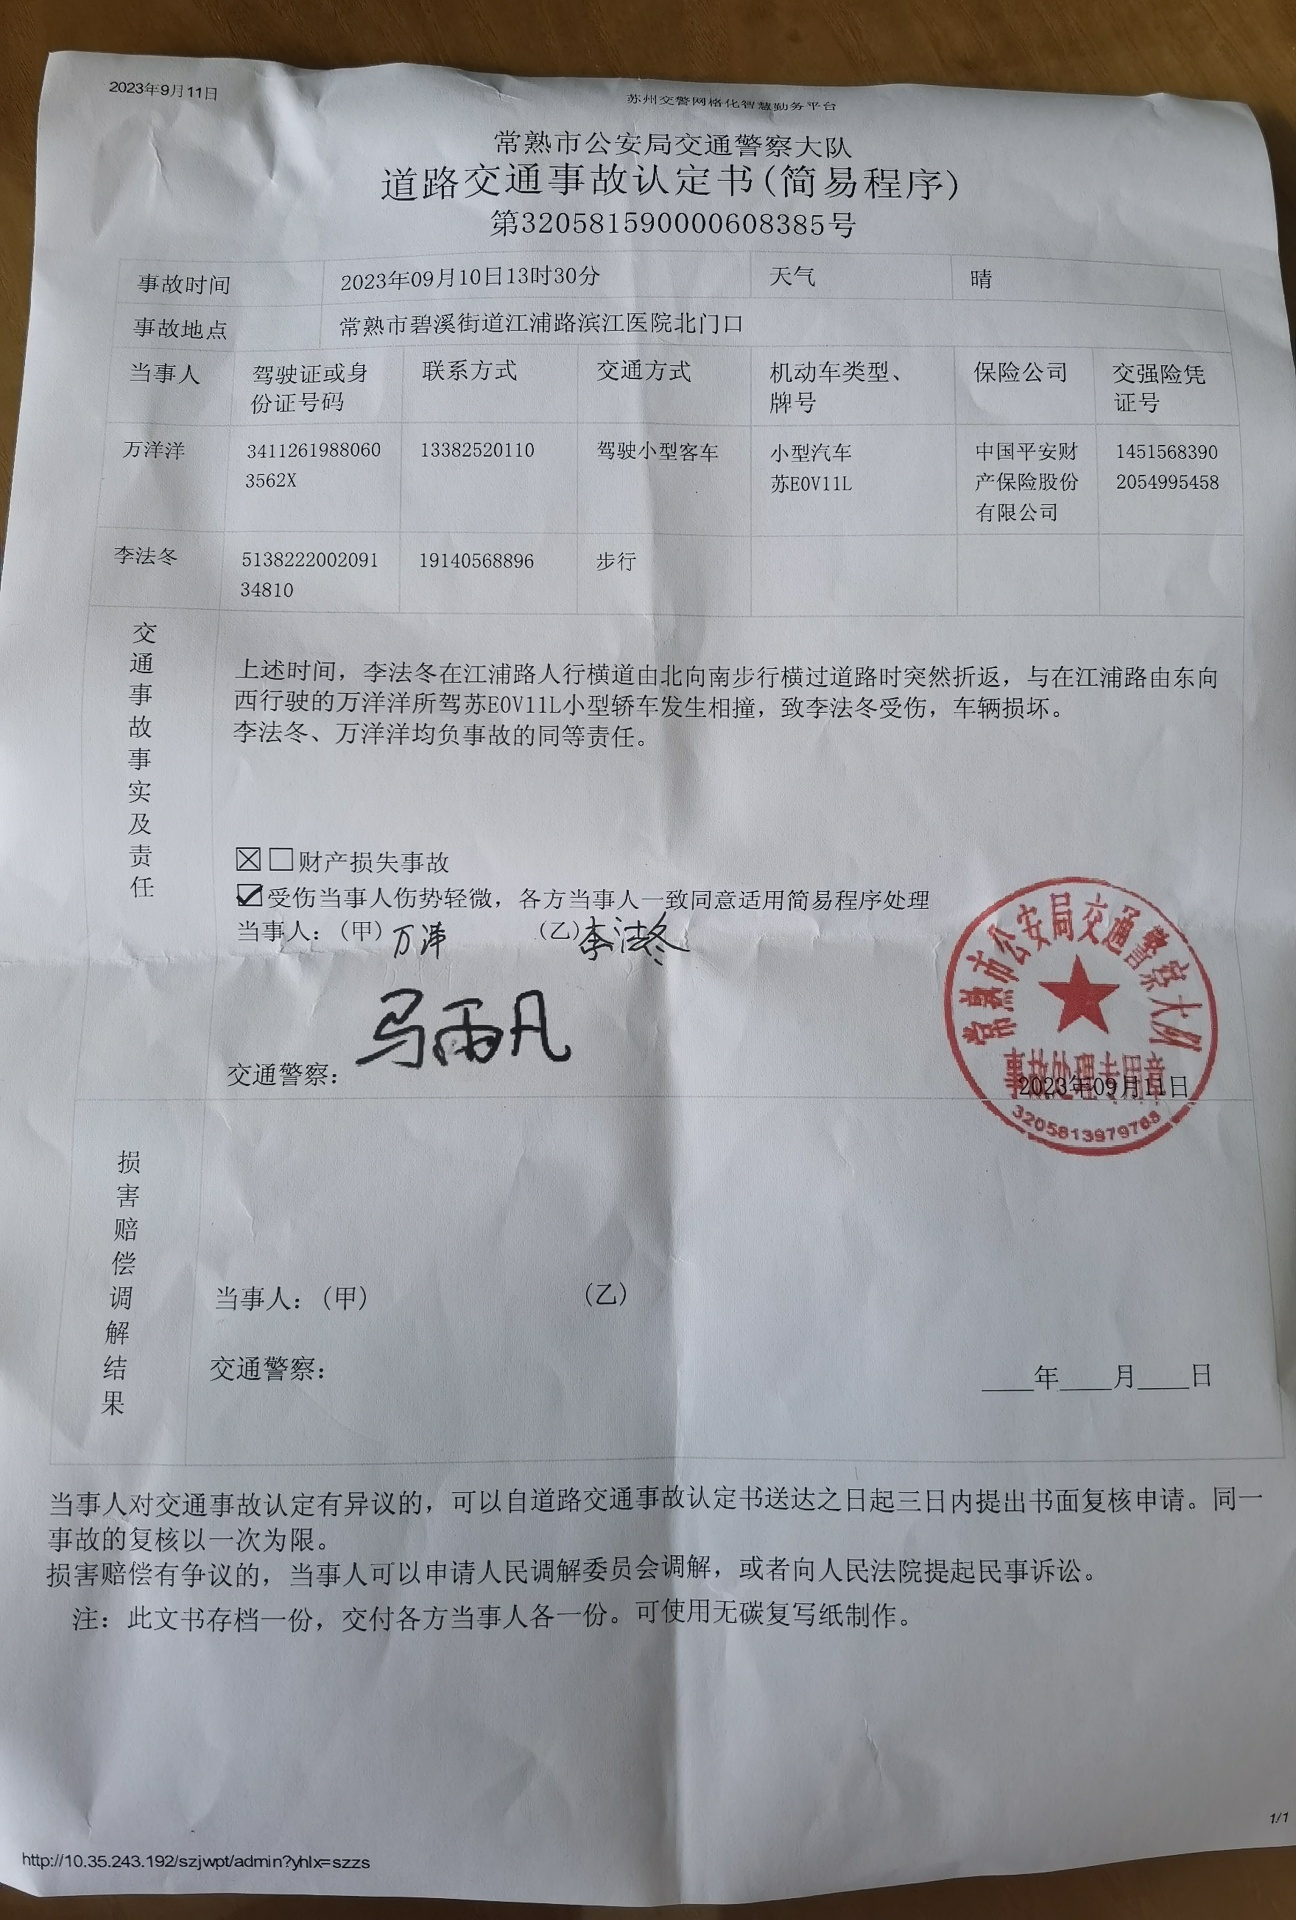 2023年9月11日
苏州交警网格化智慧勤务平台
常熟市公安局交通警察大队
道路交通事故认定书(简易程序)
第320581590000608385号
事故时间 2023年09月10日13时30分 天气 晴
事故地点 常熟市碧溪街道江浦路滨江医院北门口
当事人 驾驶证或身份证号码 联系方式 交通方式 机动车类型、牌号 保险公司 交强险凭证号
万洋洋 34112619880603562X 13382520110 驾驶小型客车 小型汽车 苏E0V11L 中国平安财产保险股份有限公司 14515683902054995458
李法冬 513822200209134810 19140568896 步行
交通事故事实及责任
上述时间，李法冬在江浦路人行横道由北向南步行横过道路时突然折返，与在江浦路由东向
西行驶的万洋洋所驾苏E0V11L小型轿车发生相撞，致李法冬受伤，车辆损坏。
李法冬、万洋洋均负事故的同等责任。
☒☐财产损失事故
☑受伤当事人伤势轻微，各方当事人一致同意适用简易程序处理
当事人：（甲） 万洋 （乙）李法冬
交通警察： 马雨凡
常熟市公安局交通警察大队
事故处理专用章
2023年09月11日
3205813979768
损害赔偿调解结果
当事人：（甲） （乙）
交通警察：
____年____月____日
当事人对交通事故认定有异议的，可以自道路交通事故认定书送达之日起三日内提出书面复核申请。同一
事故的复核以一次为限。
损害赔偿有争议的，当事人可以申请人民调解委员会调解，或者向人民法院提起民事诉讼。
注：此文书存档一份，交付各方当事人各一份。可使用无碳复写纸制作。
1/1
http://10.35.243.192/szjwpt/admin?yhlx=szzs